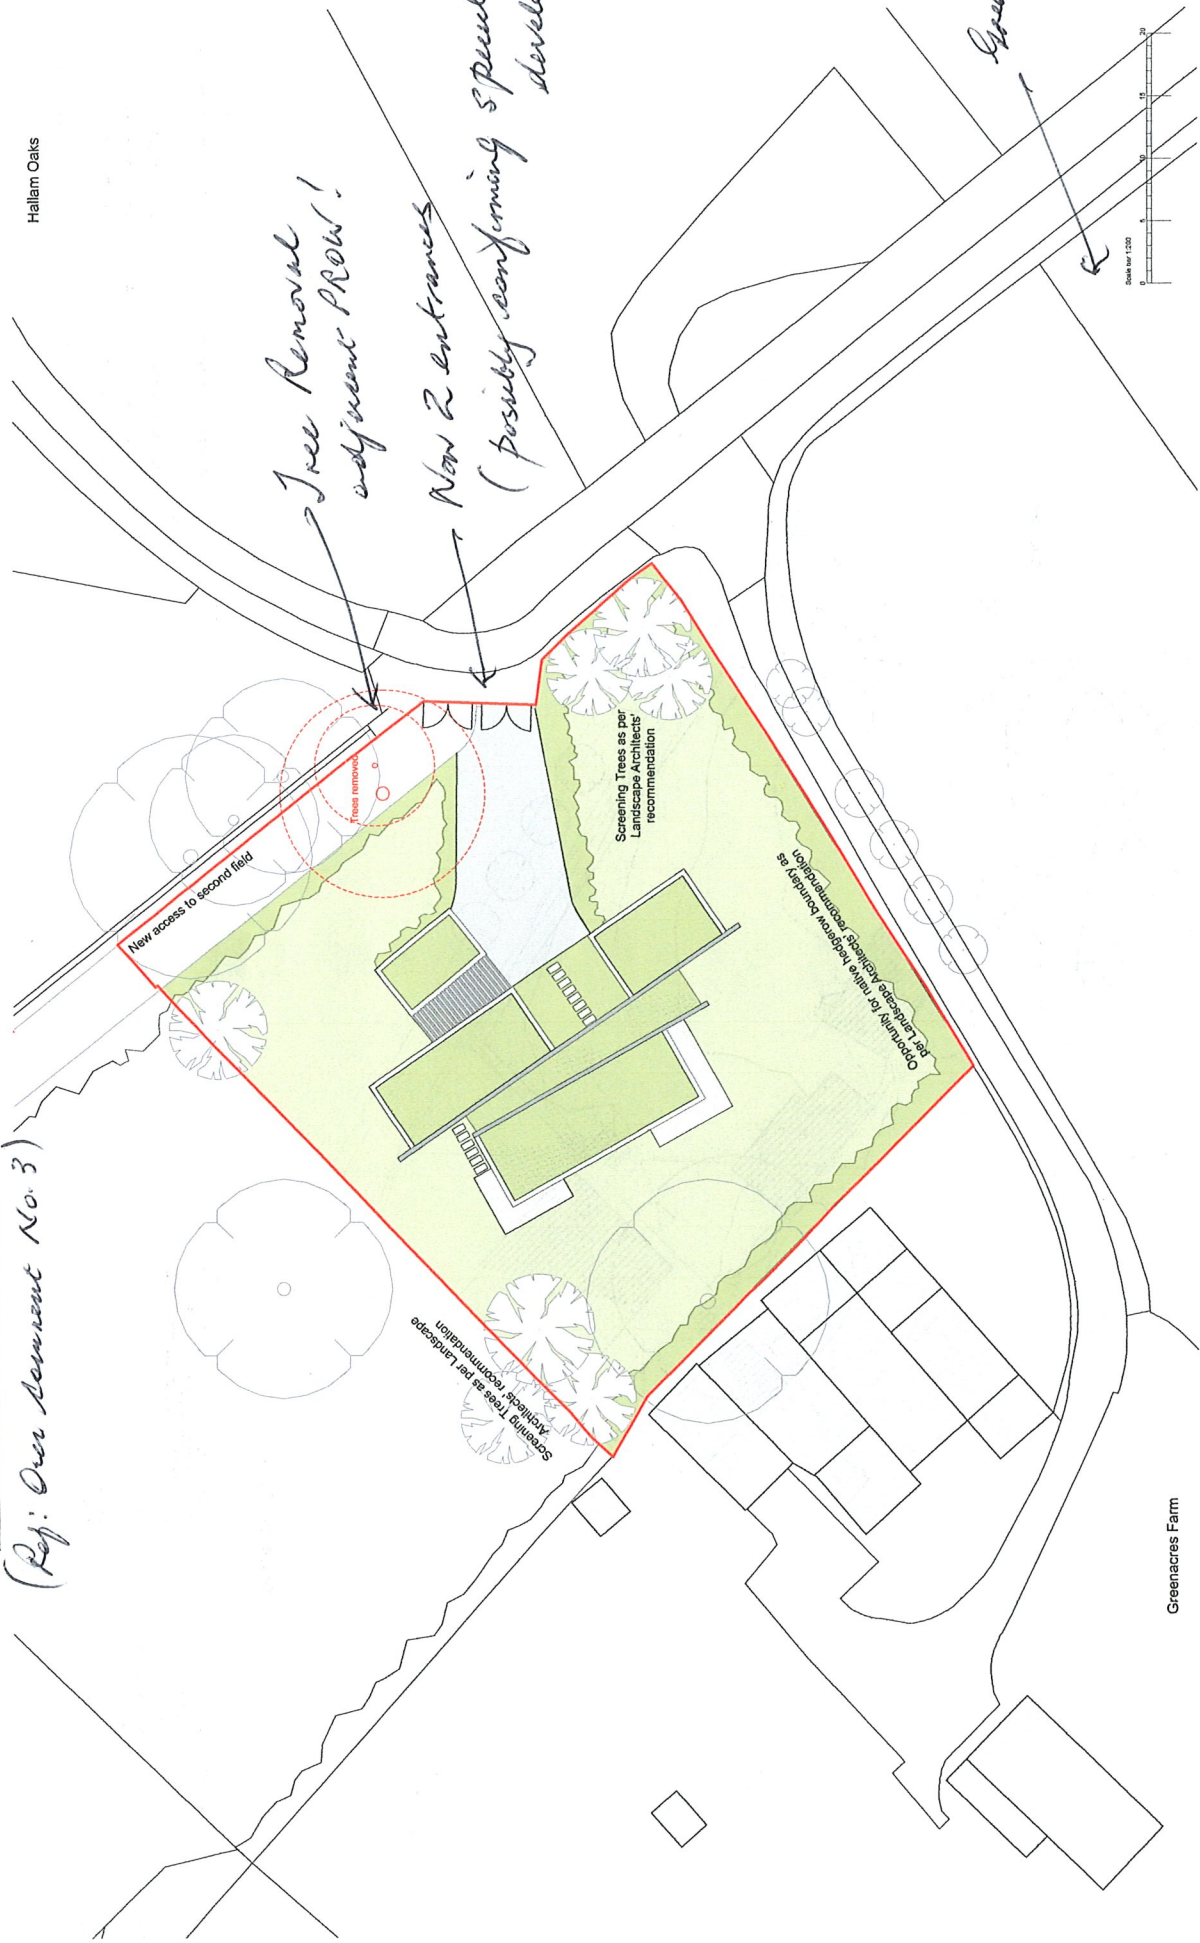 (Ref: Our comment No. 3)
Hallam Oaks
Tree Removal
adjacent PROW!
Now 2 entrances
(possibly confirming
New access to second field
Trees removed
Screening Trees as per
Landscape Architects'
recommendation
Opportunity for native hedgerow boundary as
per Landscape Architects' recommendation
Screening Trees as per Landscape
Architects' recommendation
Scale bar 1:200
0 5 10 15 20
Greenacres Farm